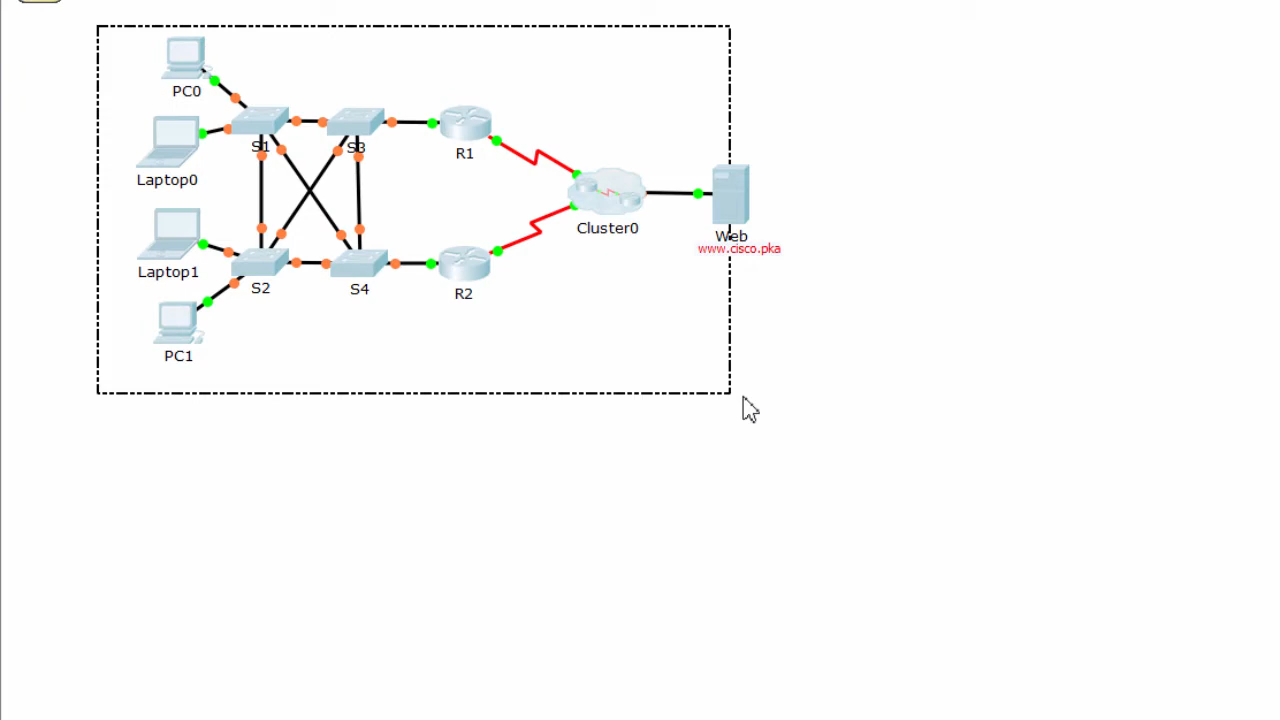 PC0
S1
S3
R1
Laptop0
Cluster0
Web
www.cisco.pka
Laptop1
S2
S4
R2
PC1